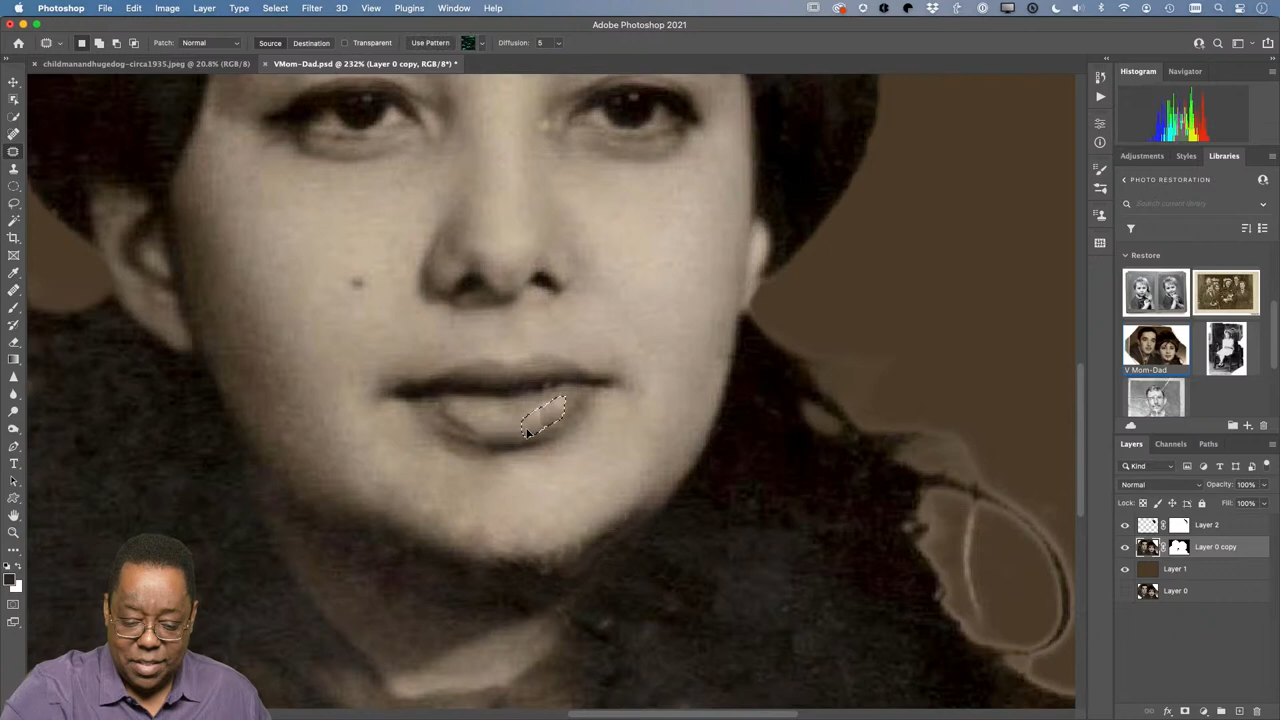 Photoshop File Edit Image Layer Type Select Filter 3D View Plugins Window Help
Adobe Photoshop 2021
Patch: Normal Source Destination Transparent Use Pattern Diffusion: 5
childmanandhugedog-circa1935.jpeg @ 20.8% (RGB/8)
VMom-Dad.psd @ 232% (Layer 0 copy, RGB/8*) *
Histogram Navigator
Adjustments Styles Libraries
PHOTO RESTORATION
Search current library
Restore
V Mom-Dad
Layers Channels Paths
Kind
Normal Opacity: 100%
Lock: Fill: 100%
Layer 2
Layer 0 copy
Layer 1
Layer 0